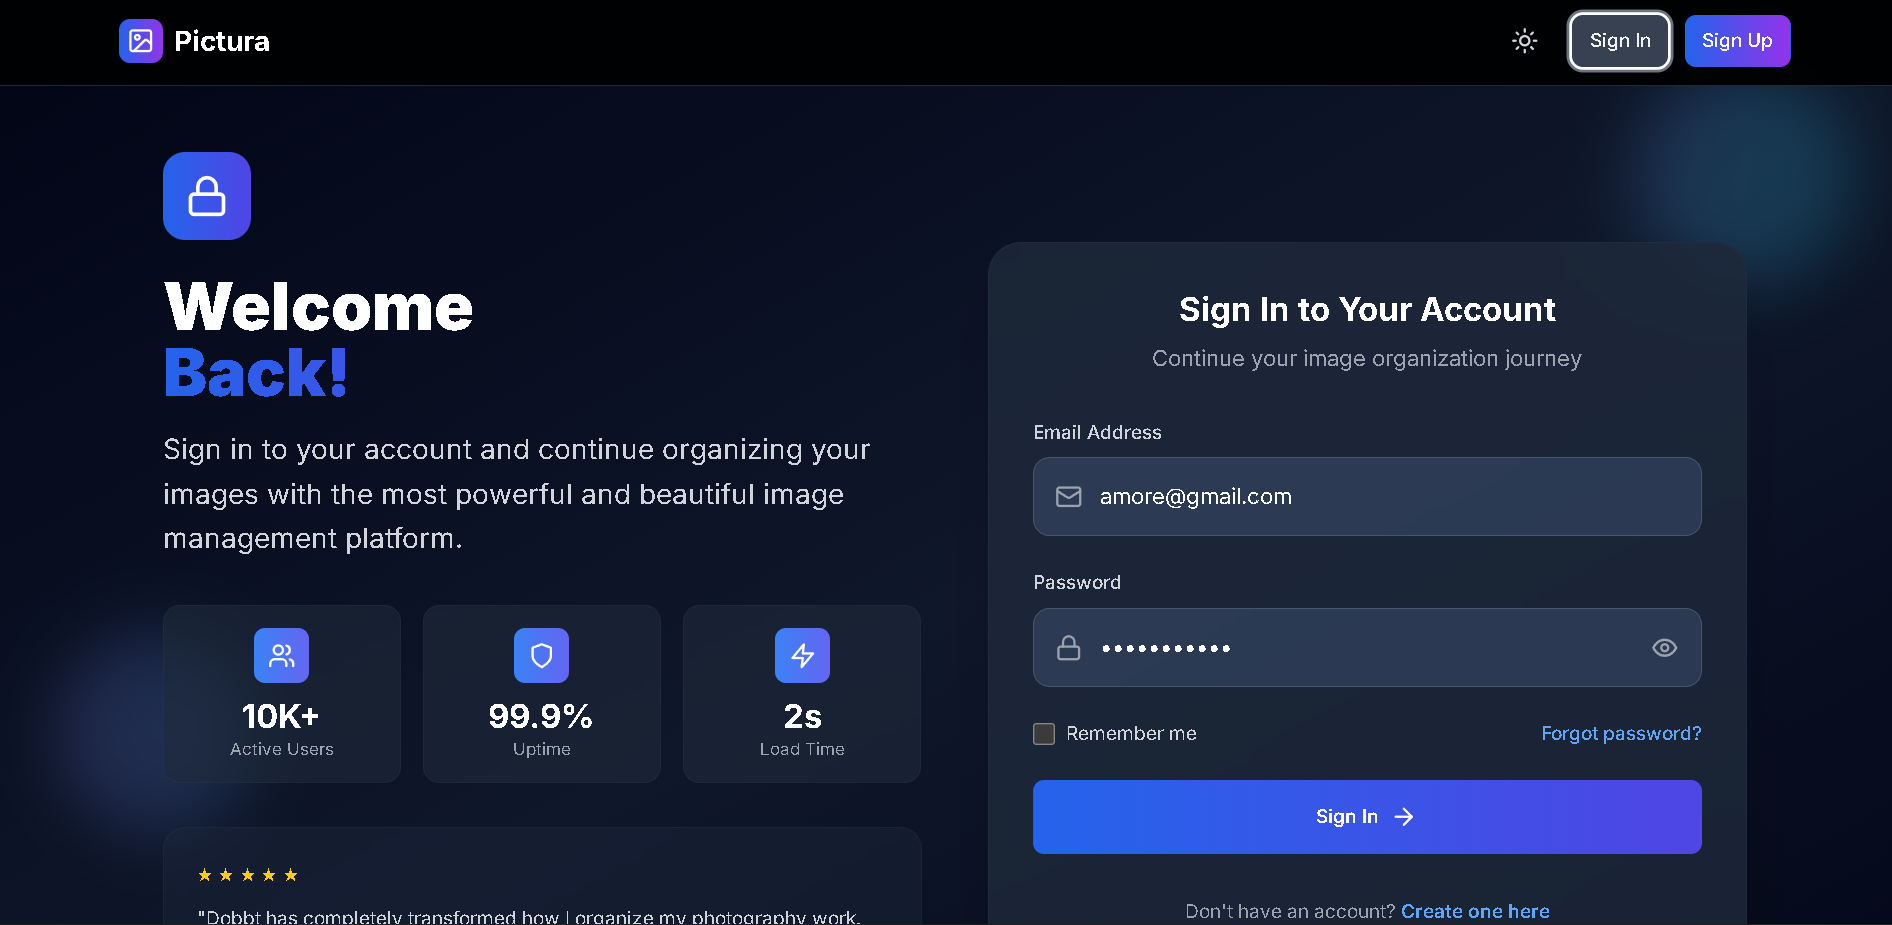 Pictura
Sign In
Sign Up
Welcome
Back!
Sign in to your account and continue organizing your
images with the most powerful and beautiful image
management platform.
10K+
Active Users
99.9%
Uptime
2s
Load Time
★★★★★
"Dobbt has completely transformed how I organize my photography work.
Sign In to Your Account
Continue your image organization journey
Email Address
amore@gmail.com
Password
•••••••••••
Remember me
Forgot password?
Sign In →
Don't have an account? Create one here